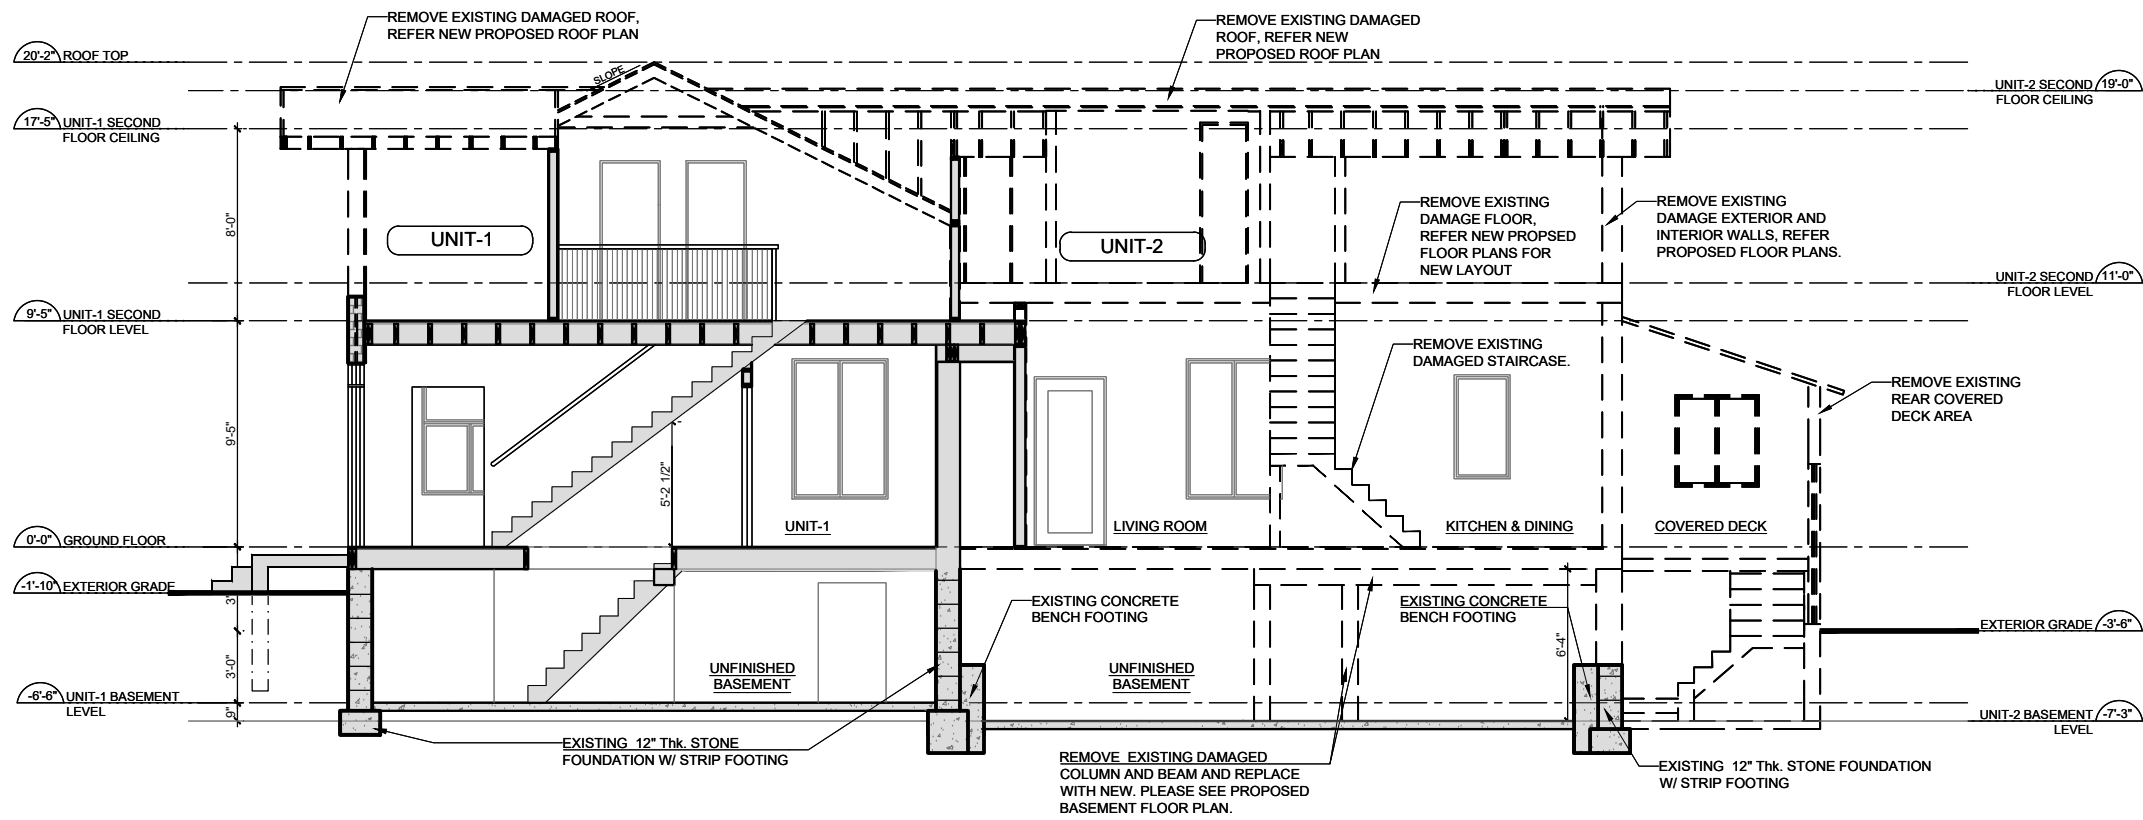 REMOVE EXISTING DAMAGED ROOF,
REFER NEW PROPOSED ROOF PLAN
REMOVE EXISTING DAMAGED
ROOF, REFER NEW
PROPOSED ROOF PLAN
20'-2" ROOF TOP
SLOPE
UNIT-2 SECOND 19'-0"
FLOOR CEILING
17'-5" UNIT-1 SECOND
FLOOR CEILING
8'-0"
UNIT-1
UNIT-2
REMOVE EXISTING
DAMAGE FLOOR,
REFER NEW PROPSED
FLOOR PLANS FOR
NEW LAYOUT
REMOVE EXISTING
DAMAGE EXTERIOR AND
INTERIOR WALLS, REFER
PROPOSED FLOOR PLANS.
UNIT-2 SECOND 11'-0"
FLOOR LEVEL
9'-5" UNIT-1 SECOND
FLOOR LEVEL
REMOVE EXISTING
DAMAGED STAIRCASE.
REMOVE EXISTING
REAR COVERED
DECK AREA
9'-5"
5'-2 1/2"
UNIT-1
LIVING ROOM
KITCHEN & DINING
COVERED DECK
0'-0" GROUND FLOOR
-1'-10" EXTERIOR GRADE
3'
EXISTING CONCRETE
BENCH FOOTING
EXISTING CONCRETE
BENCH FOOTING
EXTERIOR GRADE -3'-6"
6'-4"
3'-0"
UNFINISHED
BASEMENT
UNFINISHED
BASEMENT
-6'-6" UNIT-1 BASEMENT
LEVEL
9"
UNIT-2 BASEMENT -7'-3"
LEVEL
EXISTING 12" Thk. STONE
FOUNDATION W/ STRIP FOOTING
REMOVE EXISTING DAMAGED
COLUMN AND BEAM AND REPLACE
WITH NEW. PLEASE SEE PROPOSED
BASEMENT FLOOR PLAN.
EXISTING 12" Thk. STONE FOUNDATION
W/ STRIP FOOTING